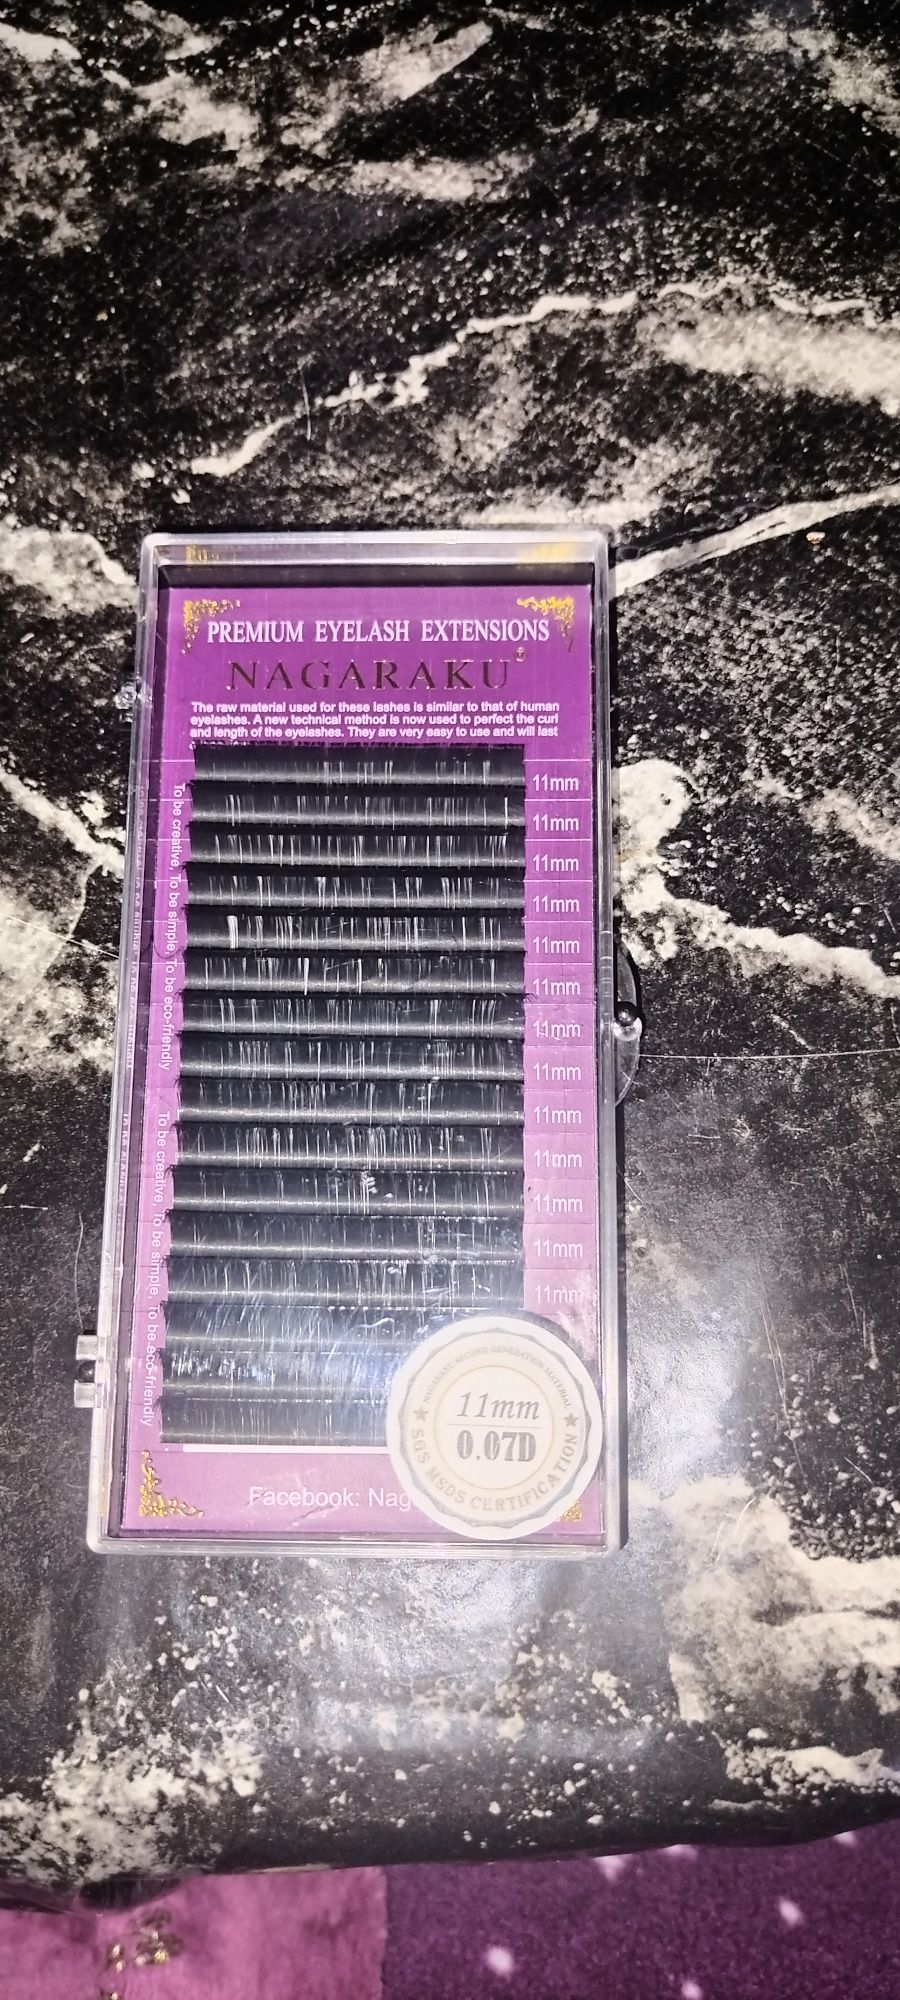 PREMIUM EYELASH EXTENSIONS
NAGARAKU®
The raw material used for these lashes is similar to that of human
eyelashes. A new technical method is now used to perfect the curl
and length of the eyelashes. They are very easy to use and will last
11mm
11mm
11mm
11mm
11mm
11mm
11mm
11mm
11mm
11mm
11mm
11mm
11mm
To be creative, To be simple, To be eco-friendly
To be creative, To be simple, To be eco-friendly
NAGARAKU SECOND GENERATION MATERIAL
11mm
0.07D
SGS MSDS CERTIFICATION
Facebook: Nag